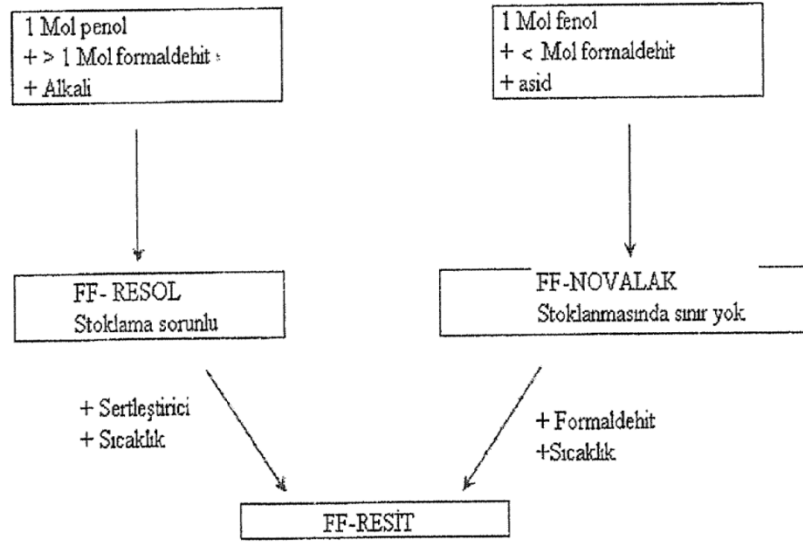 1 Mol penol
+ > 1 Mol formaldehit
+ Alkali
1 Mol fenol
+ < Mol formaldehit
+ asid
FF- RESOL
Stoklama sorunlu
FF-NOVALAK
Stoklanmasında sınır yok
+ Sertleştirici
+ Sıcaklık
+ Formaldehit
+Sıcaklık
FF-RESİT